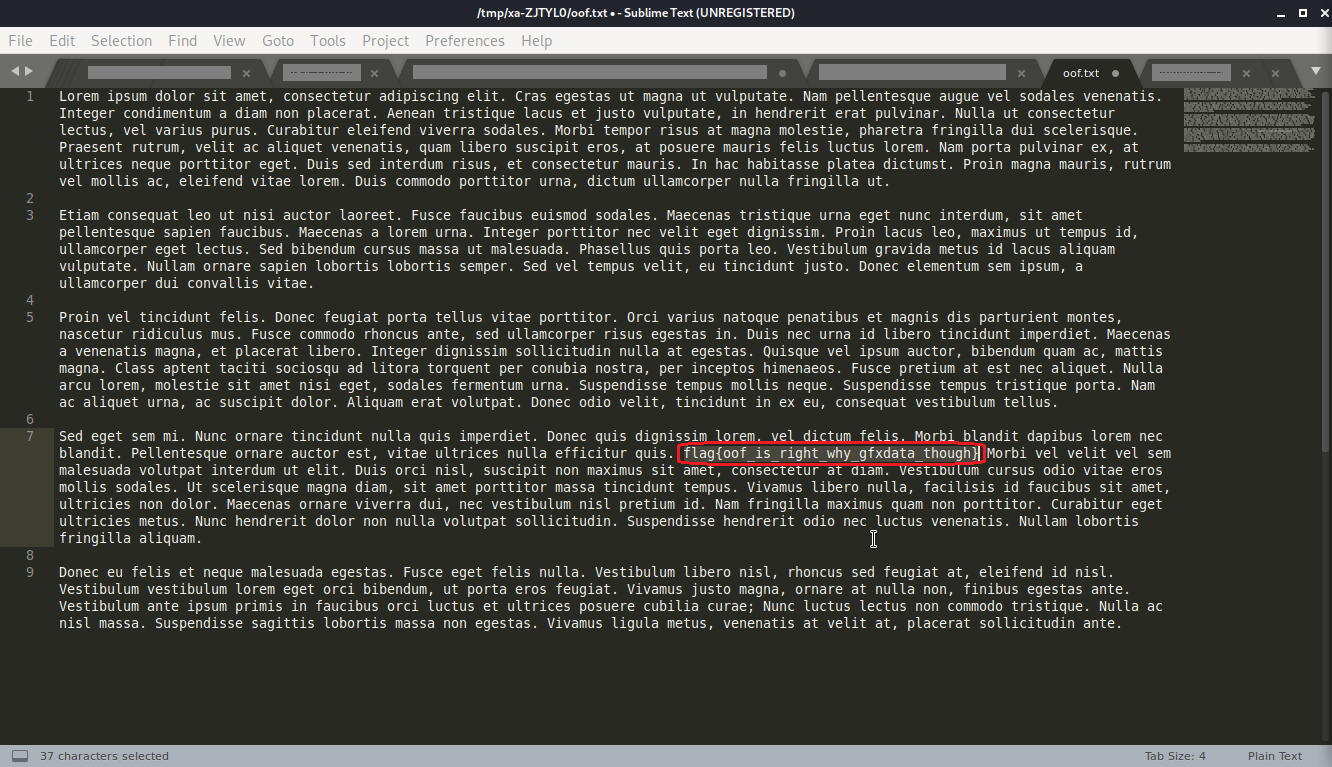 /tmp/xa-ZJTYL0/oof.txt • - Sublime Text (UNREGISTERED)
File Edit Selection Find View Goto Tools Project Preferences Help
oof.txt
1 Lorem ipsum dolor sit amet, consectetur adipiscing elit. Cras egestas ut magna ut vulputate. Nam pellentesque augue vel sodales venenatis.
Integer condimentum a diam non placerat. Aenean tristique lacus et justo vulputate, in hendrerit erat pulvinar. Nulla ut consectetur
lectus, vel varius purus. Curabitur eleifend viverra sodales. Morbi tempor risus at magna molestie, pharetra fringilla dui scelerisque.
Praesent rutrum, velit ac aliquet venenatis, quam libero suscipit eros, at posuere mauris felis luctus lorem. Nam porta pulvinar ex, at
ultrices neque porttitor eget. Duis sed interdum risus, et consectetur mauris. In hac habitasse platea dictumst. Proin magna mauris, rutrum
vel mollis ac, eleifend vitae lorem. Duis commodo porttitor urna, dictum ullamcorper nulla fringilla ut.
2
3 Etiam consequat leo ut nisi auctor laoreet. Fusce faucibus euismod sodales. Maecenas tristique urna eget nunc interdum, sit amet
pellentesque sapien faucibus. Maecenas a lorem urna. Integer porttitor nec velit eget dignissim. Proin lacus leo, maximus ut tempus id,
ullamcorper eget lectus. Sed bibendum cursus massa ut malesuada. Phasellus quis porta leo. Vestibulum gravida metus id lacus aliquam
vulputate. Nullam ornare sapien lobortis lobortis semper. Sed vel tempus velit, eu tincidunt justo. Donec elementum sem ipsum, a
ullamcorper dui convallis vitae.
4
5 Proin vel tincidunt felis. Donec feugiat porta tellus vitae porttitor. Orci varius natoque penatibus et magnis dis parturient montes,
nascetur ridiculus mus. Fusce commodo rhoncus ante, sed ullamcorper risus egestas in. Duis nec urna id libero tincidunt imperdiet. Maecenas
a venenatis magna, et placerat libero. Integer dignissim sollicitudin nulla at egestas. Quisque vel ipsum auctor, bibendum quam ac, mattis
magna. Class aptent taciti sociosqu ad litora torquent per conubia nostra, per inceptos himenaeos. Fusce pretium at est nec aliquet. Nulla
arcu lorem, molestie sit amet nisi eget, sodales fermentum urna. Suspendisse tempus mollis neque. Suspendisse tempus tristique porta. Nam
ac aliquet urna, ac suscipit dolor. Aliquam erat volutpat. Donec odio velit, tincidunt in ex eu, consequat vestibulum tellus.
6
7 Sed eget sem mi. Nunc ornare tincidunt nulla quis imperdiet. Donec quis dignissim lorem, vel dictum felis. Morbi blandit dapibus lorem nec
blandit. Pellentesque ornare auctor est, vitae ultrices nulla efficitur quis. flag{oof_is_right_why_gfxdata_though} Morbi vel velit vel sem
malesuada volutpat interdum ut elit. Duis orci nisl, suscipit non maximus sit amet, consectetur at diam. Vestibulum cursus odio vitae eros
mollis sodales. Ut scelerisque magna diam, sit amet porttitor massa tincidunt tempus. Vivamus libero nulla, facilisis id faucibus sit amet,
ultricies non dolor. Maecenas ornare viverra dui, nec vestibulum nisl pretium id. Nam fringilla maximus quam non porttitor. Curabitur eget
ultricies metus. Nunc hendrerit dolor non nulla volutpat sollicitudin. Suspendisse hendrerit odio nec luctus venenatis. Nullam lobortis
fringilla aliquam.
8
9 Donec eu felis et neque malesuada egestas. Fusce eget felis nulla. Vestibulum libero nisl, rhoncus sed feugiat at, eleifend id nisl.
Vestibulum vestibulum lorem eget orci bibendum, ut porta eros feugiat. Vivamus justo magna, ornare at nulla non, finibus egestas ante.
Vestibulum ante ipsum primis in faucibus orci luctus et ultrices posuere cubilia curae; Nunc luctus lectus non commodo tristique. Nulla ac
nisl massa. Suspendisse sagittis lobortis massa non egestas. Vivamus ligula metus, venenatis at velit at, placerat sollicitudin ante.
37 characters selected Tab Size: 4 Plain Text